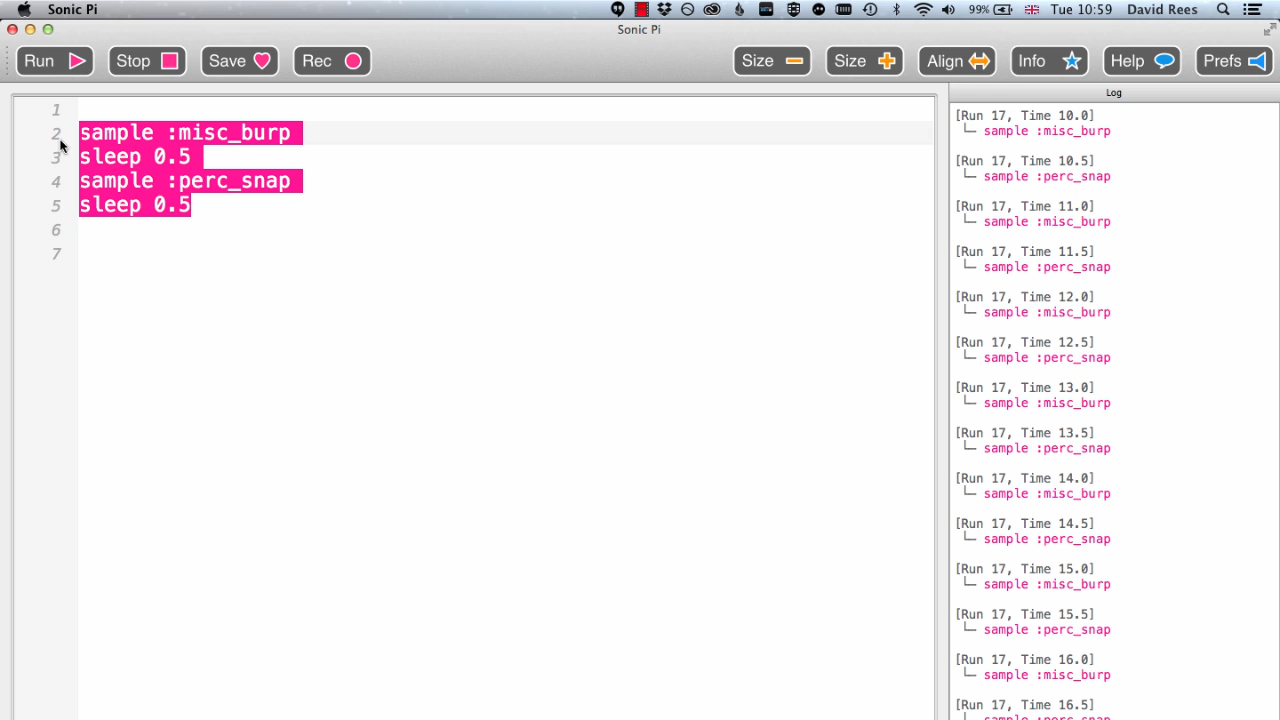 Sonic Pi
99%
Tue 10:59
David Rees
Sonic Pi
Run
Stop
Save
Rec
Size
Size
Align
Info
Help
Prefs
1
2 sample :misc_burp
3 sleep 0.5
4 sample :perc_snap
5 sleep 0.5
6
7
Log
[Run 17, Time 10.0]
└─ sample :misc_burp
[Run 17, Time 10.5]
└─ sample :perc_snap
[Run 17, Time 11.0]
└─ sample :misc_burp
[Run 17, Time 11.5]
└─ sample :perc_snap
[Run 17, Time 12.0]
└─ sample :misc_burp
[Run 17, Time 12.5]
└─ sample :perc_snap
[Run 17, Time 13.0]
└─ sample :misc_burp
[Run 17, Time 13.5]
└─ sample :perc_snap
[Run 17, Time 14.0]
└─ sample :misc_burp
[Run 17, Time 14.5]
└─ sample :perc_snap
[Run 17, Time 15.0]
└─ sample :misc_burp
[Run 17, Time 15.5]
└─ sample :perc_snap
[Run 17, Time 16.0]
└─ sample :misc_burp
[Run 17, Time 16.5]
└─ sample :perc_snap